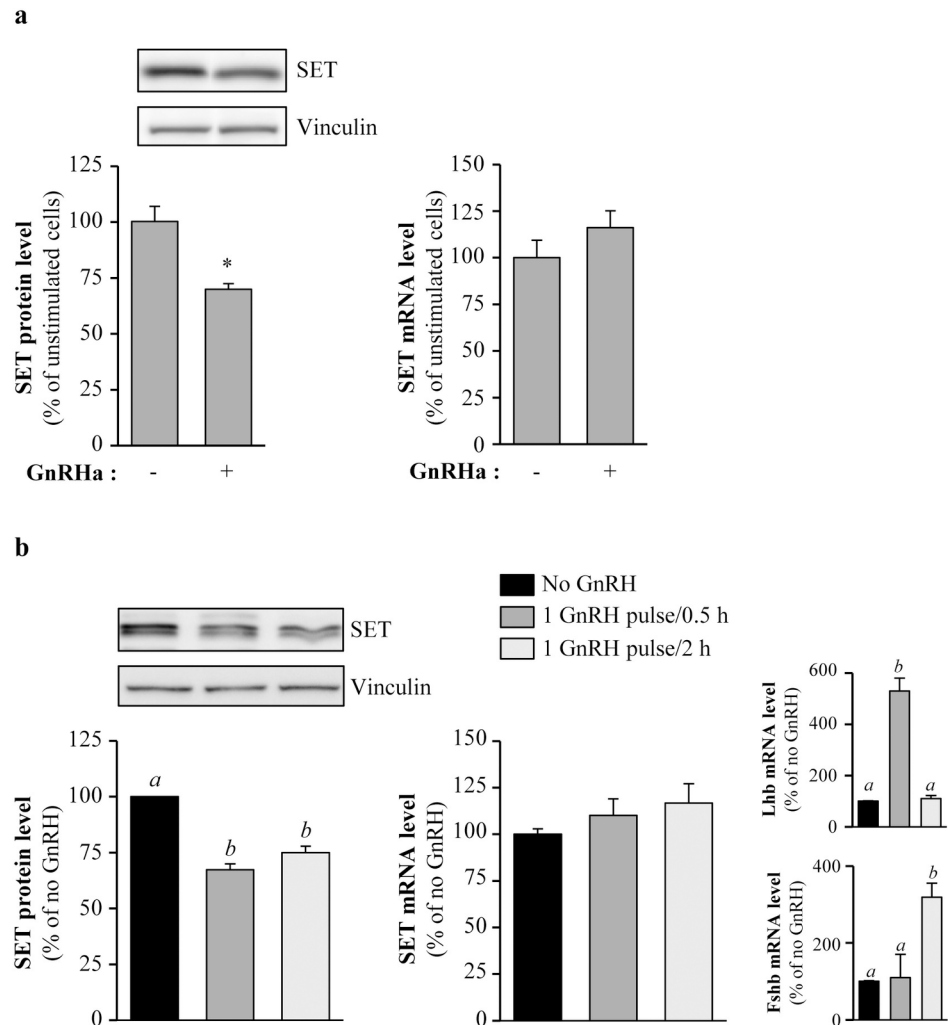 a
SET
Vinculin
SET protein level
(% of unstimulated cells)
125
100
75
50
25
0
*
GnRHa : - +
SET mRNA level
(% of unstimulated cells)
150
125
100
75
50
25
0
GnRHa : - +
b
SET
Vinculin
No GnRH
1 GnRH pulse/0.5 h
1 GnRH pulse/2 h
SET protein level
(% of no GnRH)
125
100
75
50
25
0
a
b
b
SET mRNA level
(% of no GnRH)
150
125
100
75
50
25
0
Lhb mRNA level
(% of no GnRH)
600
400
200
0
a
b
a
Fshb mRNA level
(% of no GnRH)
400
200
0
a
a
b